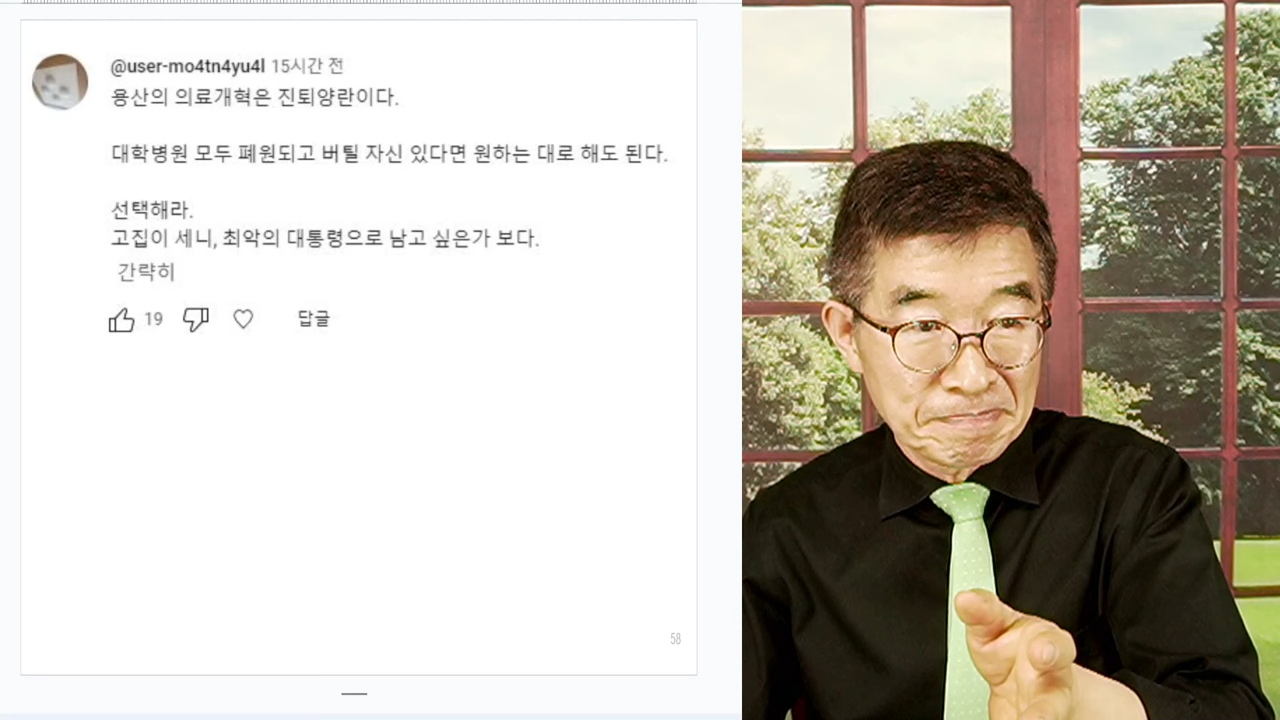 @user-mo4tn4yu4l 15시간 전
용산의 의료개혁은 진퇴양란이다.
대학병원 모두 폐원되고 버틸 자신 있다면 원하는 대로 해도 된다.
선택해라.
고집이 세니, 최악의 대통령으로 남고 싶은가 보다.
간략히
19 답글
58